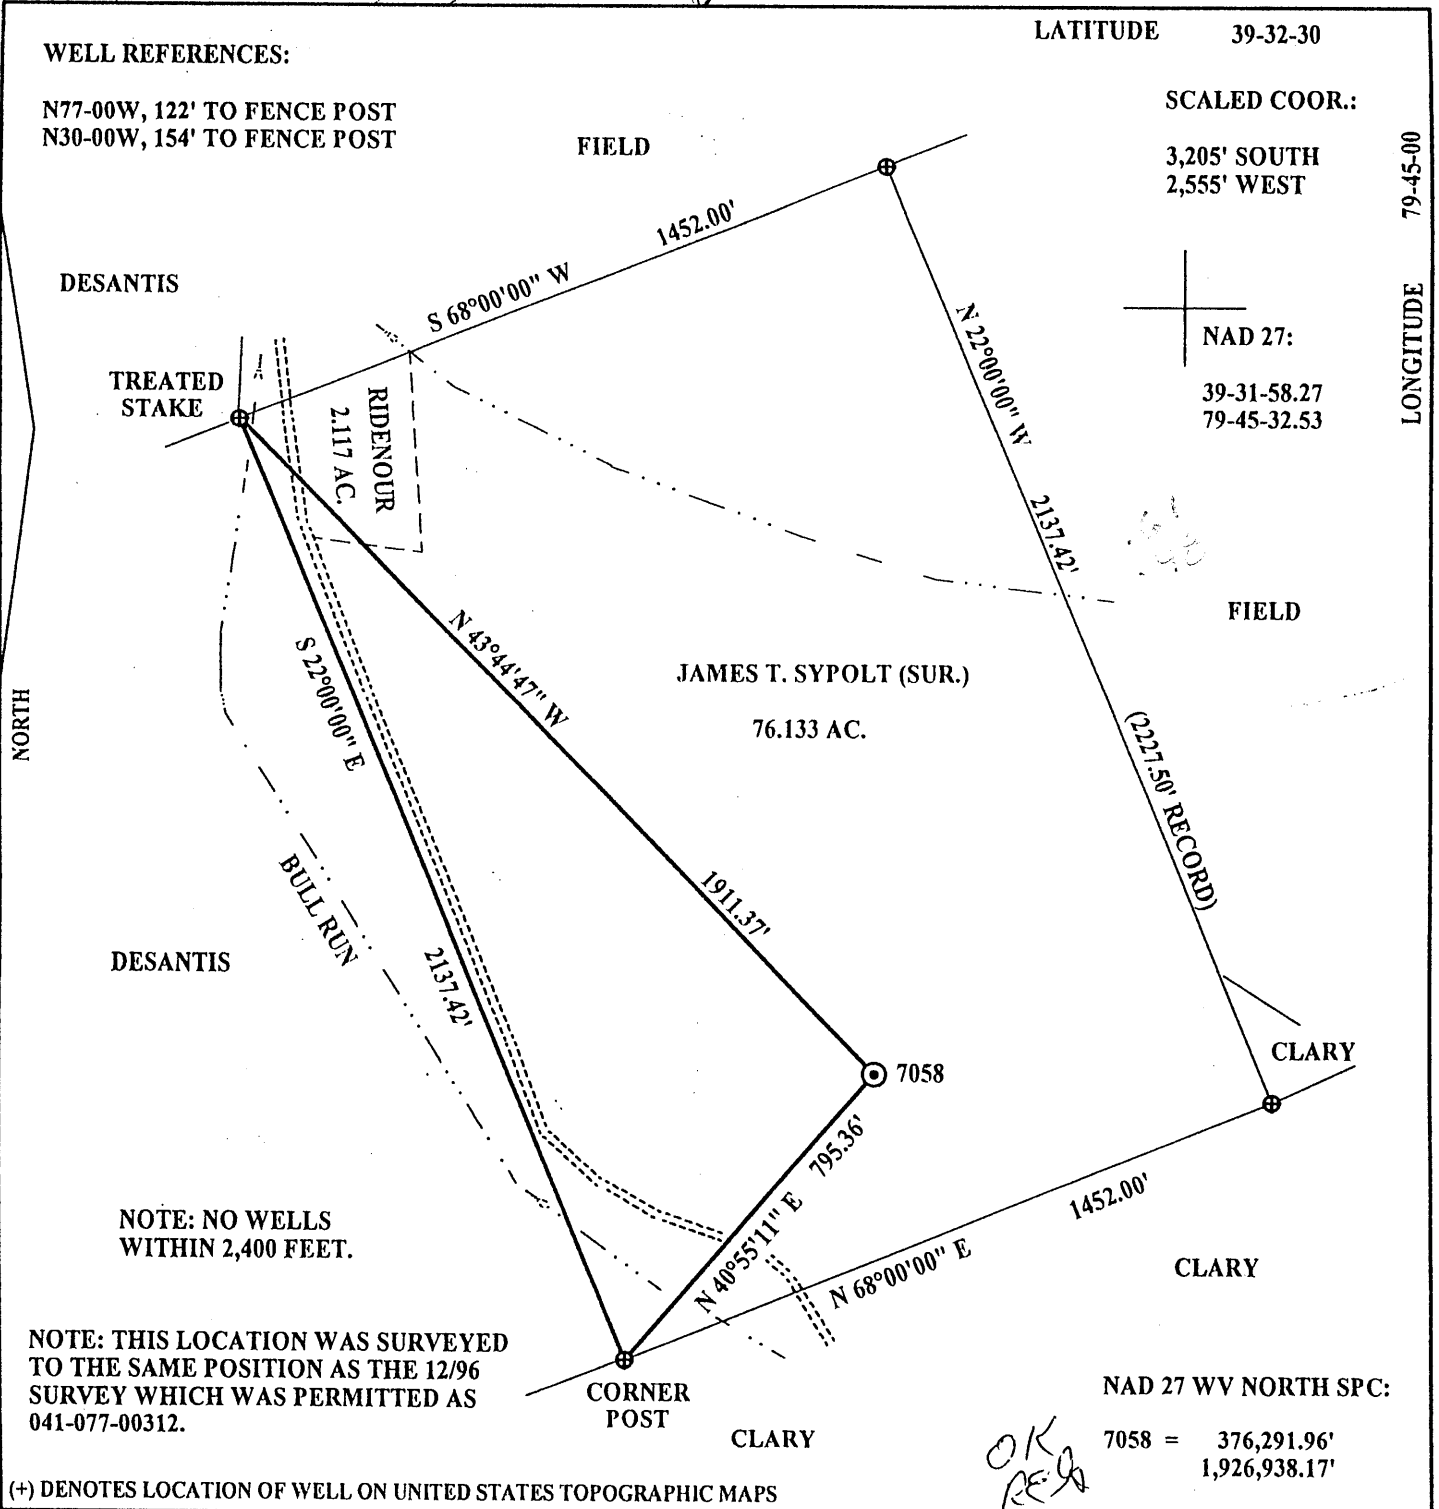 LATITUDE 39-32-30
WELL REFERENCES:
N77-00W, 122' TO FENCE POST
N30-00W, 154' TO FENCE POST
SCALED COOR.:
3,205' SOUTH
2,555' WEST
LONGITUDE 79-45-00
FIELD
1452.00'
S 68°00'00" W
DESANTIS
TREATED
STAKE
RIDENOUR
2.117 AC.
N 22°00'00" W
2137.42'
(2227.50' RECORD)
NAD 27:
39-31-58.27
79-45-32.53
FIELD
NORTH
N 43°44'47" W
1911.37'
S 22°00'00" E
2137.42'
JAMES T. SYPOLT (SUR.)
76.133 AC.
BULL RUN
DESANTIS
7058
CLARY
N 40°55'11" E 795.36'
N 68°00'00" E
1452.00'
NOTE: NO WELLS
WITHIN 2,400 FEET.
CLARY
NOTE: THIS LOCATION WAS SURVEYED
TO THE SAME POSITION AS THE 12/96
SURVEY WHICH WAS PERMITTED AS
041-077-00312.
CORNER
POST
CLARY
NAD 27 WV NORTH SPC:
7058 = 376,291.96'
1,926,938.17'
OK
(+) DENOTES LOCATION OF WELL ON UNITED STATES TOPOGRAPHIC MAPS